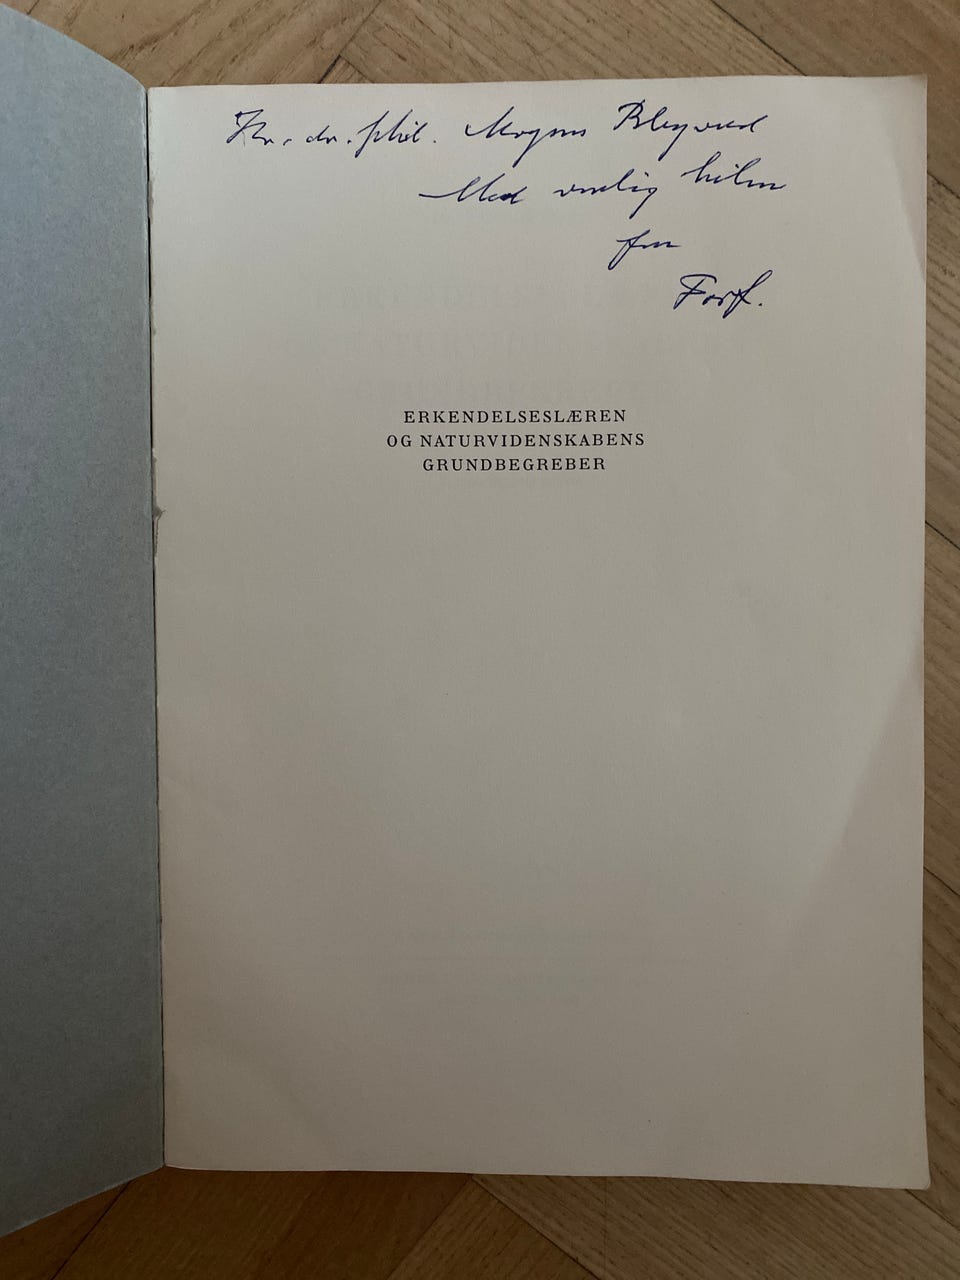 Hr. dr. phil. Mogens Blegvad
Med venlig hilsen
fra
Forf.
ERKENDELSESLÆREN
OG NATURVIDENSKABENS
GRUNDBEGREBER